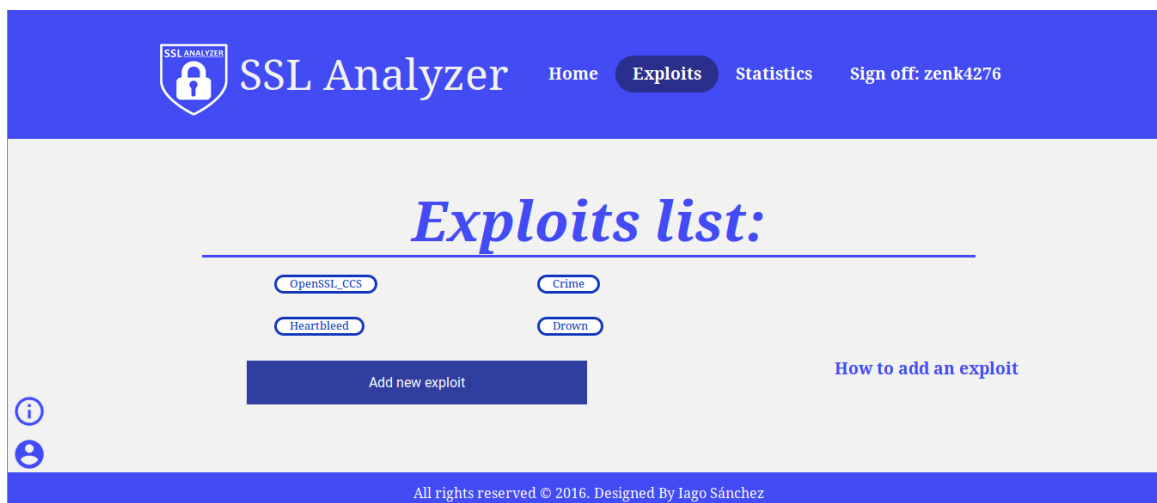 SSL ANALYZER
SSL Analyzer
Home
Exploits
Statistics
Sign off: zenk4276
Exploits list:
OpenSSL_CCS
Crime
Heartbleed
Drown
Add new exploit
How to add an exploit
All rights reserved © 2016. Designed By Iago Sánchez